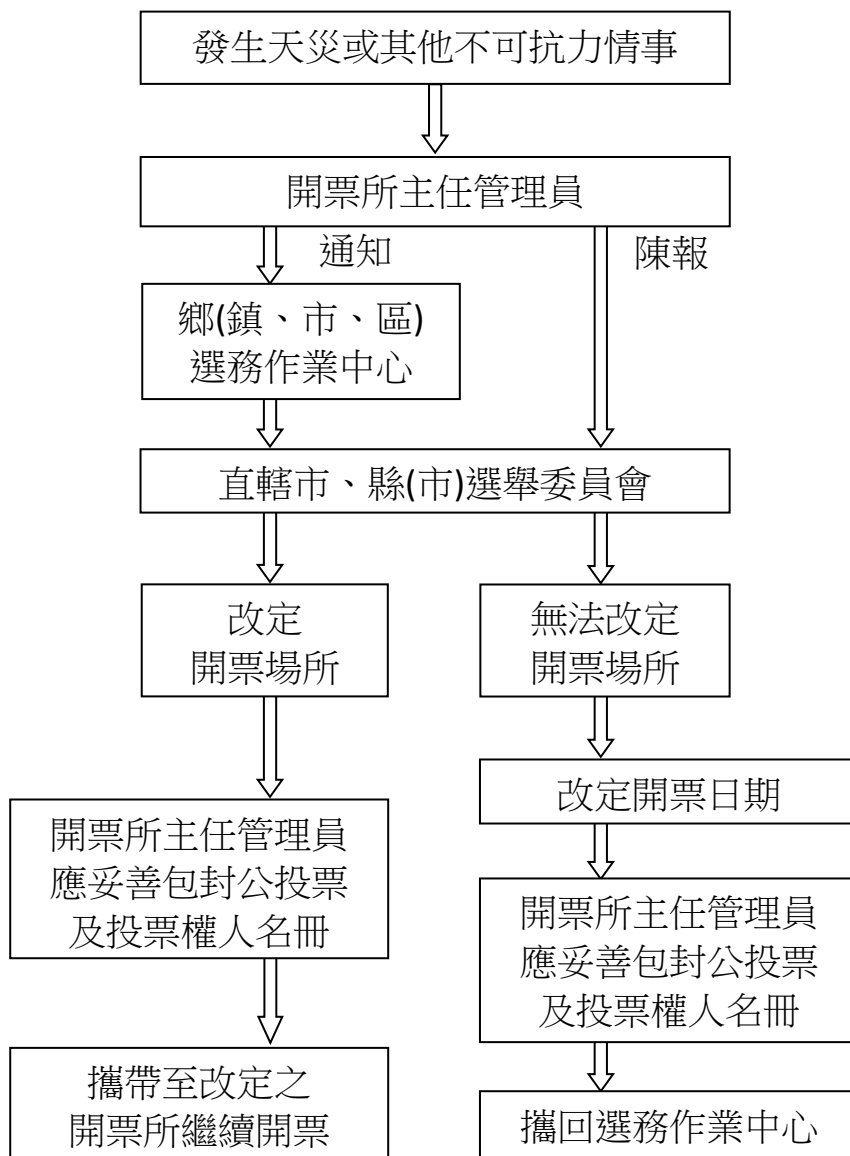 發生天災或其他不可抗力情事
開票所主任管理員
通知
陳報
鄉(鎮、市、區)
選務作業中心
直轄市、縣(市)選舉委員會
改定
開票場所
無法改定
開票場所
開票所主任管理員
應妥善包封公投票
及投票權人名冊
攜帶至改定之
開票所繼續開票
改定開票日期
開票所主任管理員
應妥善包封公投票
及投票權人名冊
攜回選務作業中心